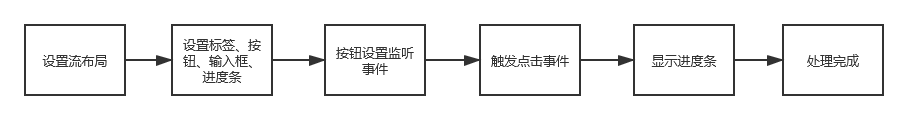 设置流布局
设置标签、按
钮、输入框、
进度条
按钮设置监听
事件
触发点击事件
显示进度条
处理完成